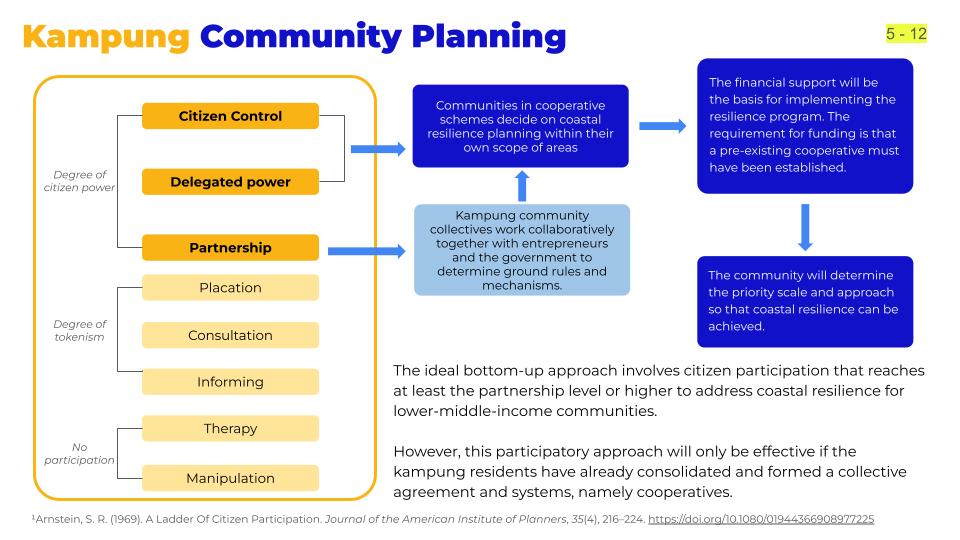 Kampung Community Planning
5 - 12
Degree of
citizen power
Citizen Control
Delegated power
Partnership
Degree of
tokenism
Placation
Consultation
Informing
No
participation
Therapy
Manipulation
Communities in cooperative
schemes decide on coastal
resilience planning within their
own scope of areas
Kampung community
collectives work collaboratively
together with entrepreneurs
and the government to
determine ground rules and
mechanisms.
The financial support will be
the basis for implementing the
resilience program. The
requirement for funding is that
a pre-existing cooperative must
have been established.
The community will determine
the priority scale and approach
so that coastal resilience can be
achieved.
The ideal bottom-up approach involves citizen participation that reaches
at least the partnership level or higher to address coastal resilience for
lower-middle-income communities.
However, this participatory approach will only be effective if the
kampung residents have already consolidated and formed a collective
agreement and systems, namely cooperatives.
¹Arnstein, S. R. (1969). A Ladder Of Citizen Participation. Journal of the American Institute of Planners, 35(4), 216–224. https://doi.org/10.1080/01944366908977225